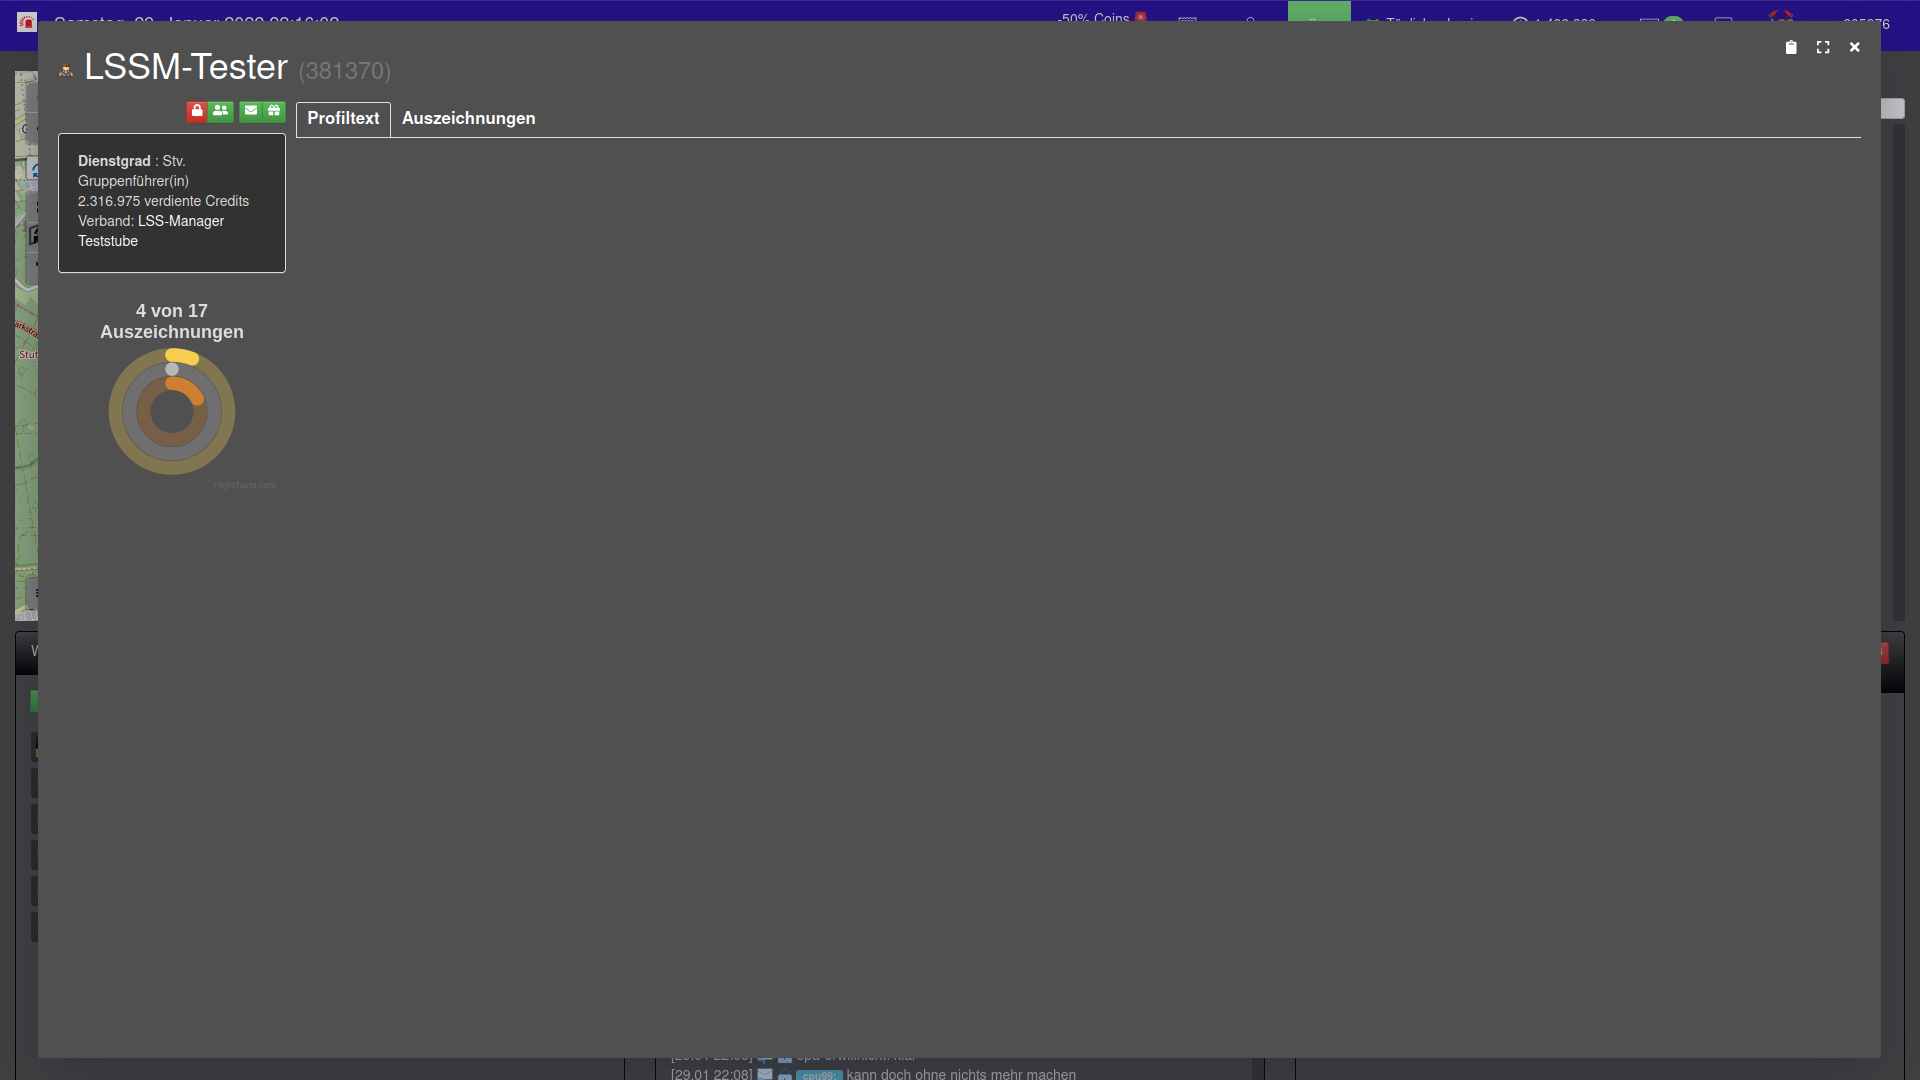 -50% Coins
LSSM-Tester (381370)
Profiltext
Auszeichnungen
Dienstgrad : Stv.
Gruppenführer(in)
2.316.975 verdiente Credits
Verband: LSS-Manager
Teststube
4 von 17
Auszeichnungen
Highcharts.com
Stut
W
[29.01 22:08] cpu99: kann doch ohne nichts mehr machen